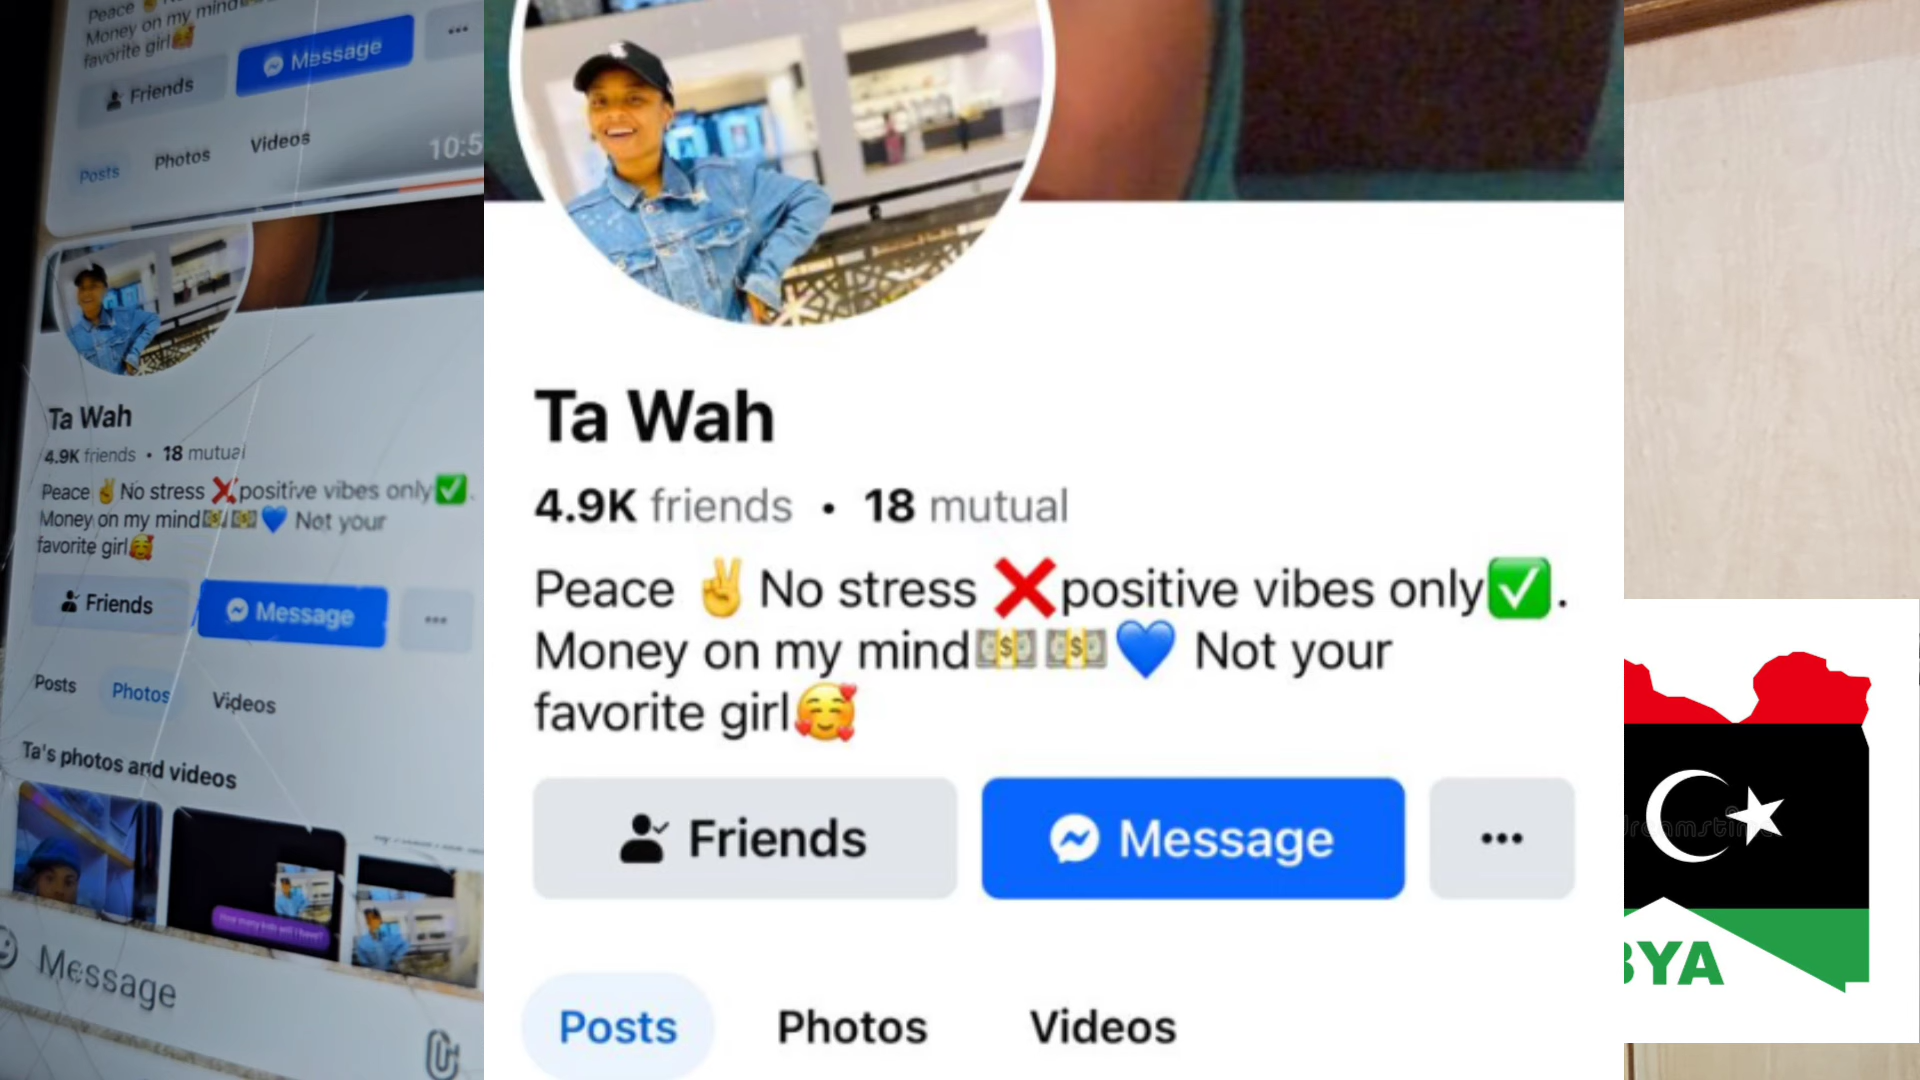 Peace
Money on my mind
favorite girl
Friends
Message
Posts
Photos
Videos
10:5
Ta Wah
4.9K friends • 18 mutual
Peace ✌️ No stress ❌positive vibes only✅.
Money on my mind💵💵💙 Not your
favorite girl🥰
Friends
Message
Posts
Photos
Videos
Ta's photos and videos
Message
Ta Wah
4.9K friends • 18 mutual
Peace ✌️ No stress ❌positive vibes only✅.
Money on my mind💵💵💙 Not your
favorite girl🥰
Friends
Message
Posts
Photos
Videos
BYA